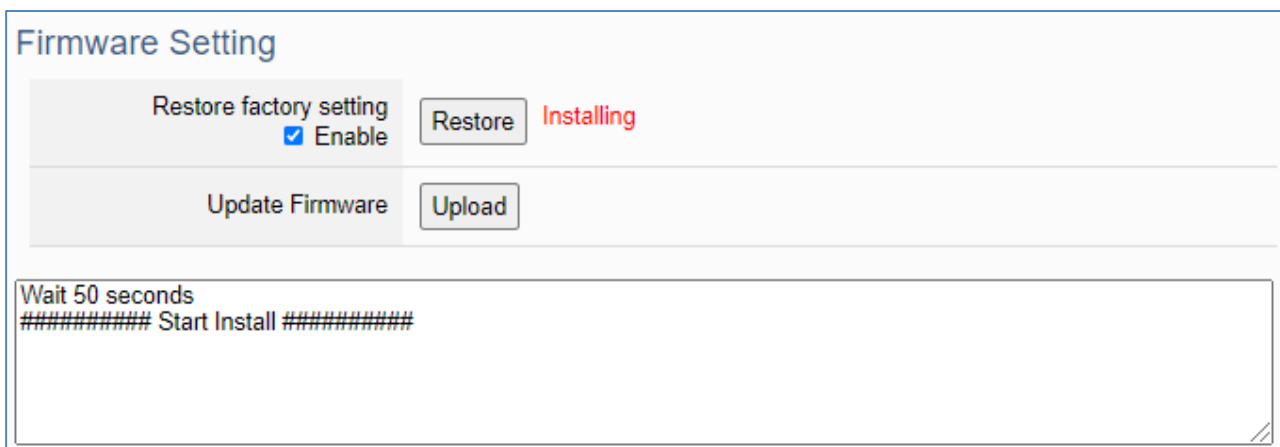 Firmware Setting
Restore factory setting
Enable
Restore
Installing
Update Firmware
Upload
Wait 50 seconds
########## Start Install ##########